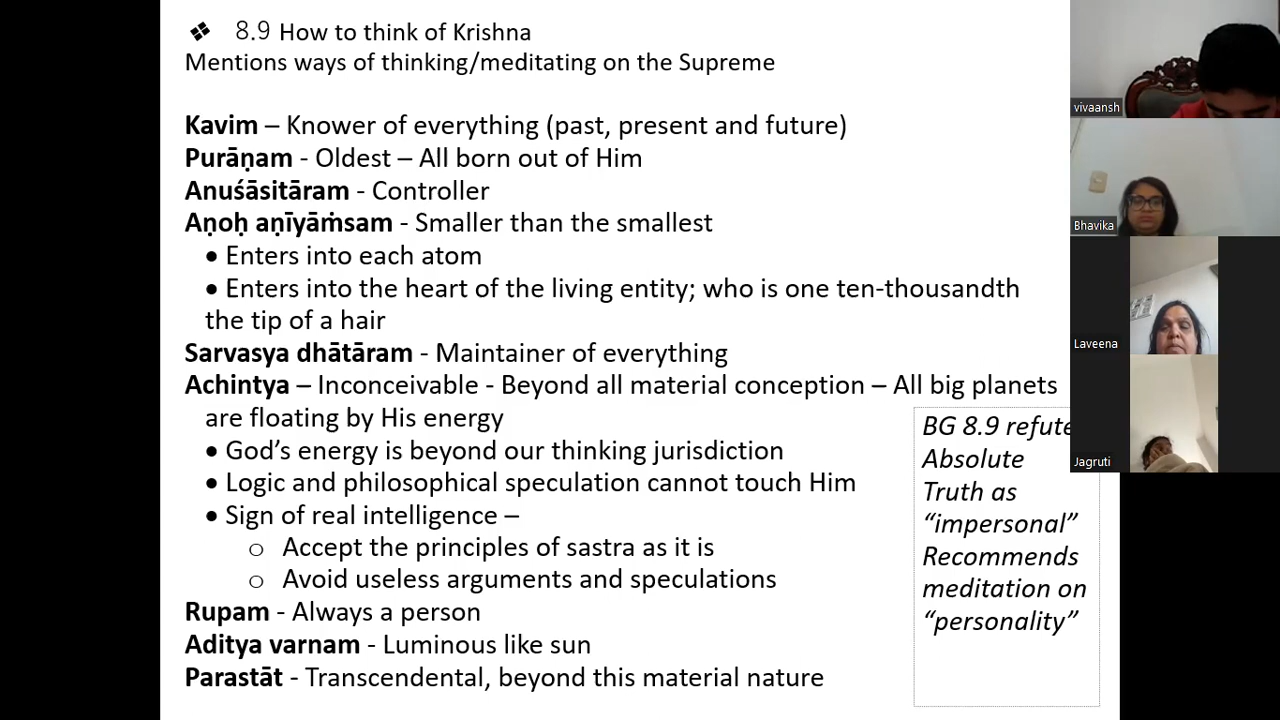 ❖ 8.9 How to think of Krishna
Mentions ways of thinking/meditating on the Supreme
Kavim – Knower of everything (past, present and future)
Purāṇam - Oldest – All born out of Him
Anuśāsitāram - Controller
Aṇoḥ aṇīyāṁsam - Smaller than the smallest
• Enters into each atom
• Enters into the heart of the living entity; who is one ten-thousandth
the tip of a hair
Sarvasya dhātāram - Maintainer of everything
Achintya – Inconceivable - Beyond all material conception – All big planets
are floating by His energy
• God’s energy is beyond our thinking jurisdiction
• Logic and philosophical speculation cannot touch Him
• Sign of real intelligence –
o Accept the principles of sastra as it is
o Avoid useless arguments and speculations
Rupam - Always a person
Aditya varnam - Luminous like sun
Parastāt - Transcendental, beyond this material nature
BG 8.9 refute
Absolute
Truth as
“impersonal”
Recommends
meditation on
“personality”
vivaansh
Bhavika
Laveena
Jagruti